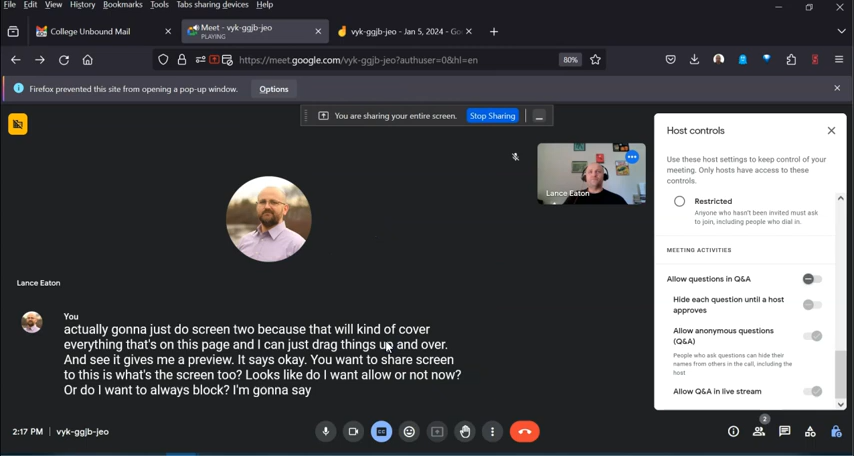 File Edit View History Bookmarks Tools Tabs sharing devices Help
College Unbound Mail
Meet - vyk-ggjb-jeo
PLAYING
vyk-ggjb-jeo - Jan 5, 2024 - Go
https://meet.google.com/vyk-ggjb-jeo?authuser=0&hl=en
80%
Firefox prevented this site from opening a pop-up window. Options
You are sharing your entire screen. Stop Sharing
Lance Eaton
Lance Eaton
You
actually gonna just do screen two because that will kind of cover
everything that's on this page and I can just drag things up and over.
And see it gives me a preview. It says okay. You want to share screen
to this is what's the screen too? Looks like do I want allow or not now?
Or do I want to always block? I'm gonna say
Host controls
Use these host settings to keep control of your
meeting. Only hosts have access to these
controls.
Restricted
Anyone who hasn't been invited must ask
to join, including people who dial in.
MEETING ACTIVITIES
Allow questions in Q&A
Hide each question until a host
approves
Allow anonymous questions
(Q&A)
People who ask questions can hide their
names from others in the call, including the
host
Allow Q&A in live stream
2:17 PM | vyk-ggjb-jeo
2